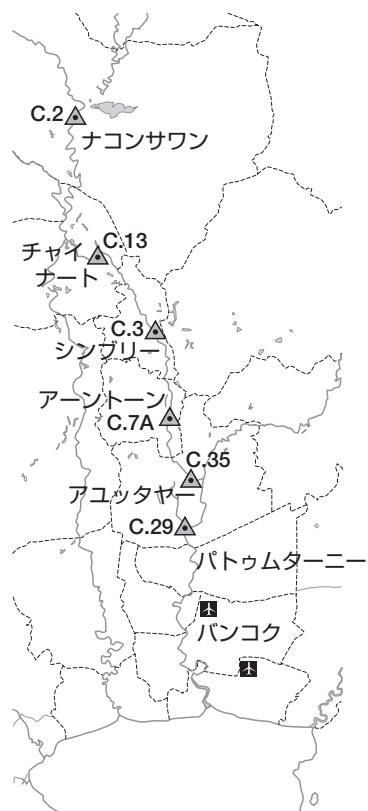 C.2
ナコンサワン
C.13
チャイ
ナート
C.3
シンブリー
アーントーン
C.7A
C.35
アユッタヤー
C.29
パトゥムターニー
バンコク